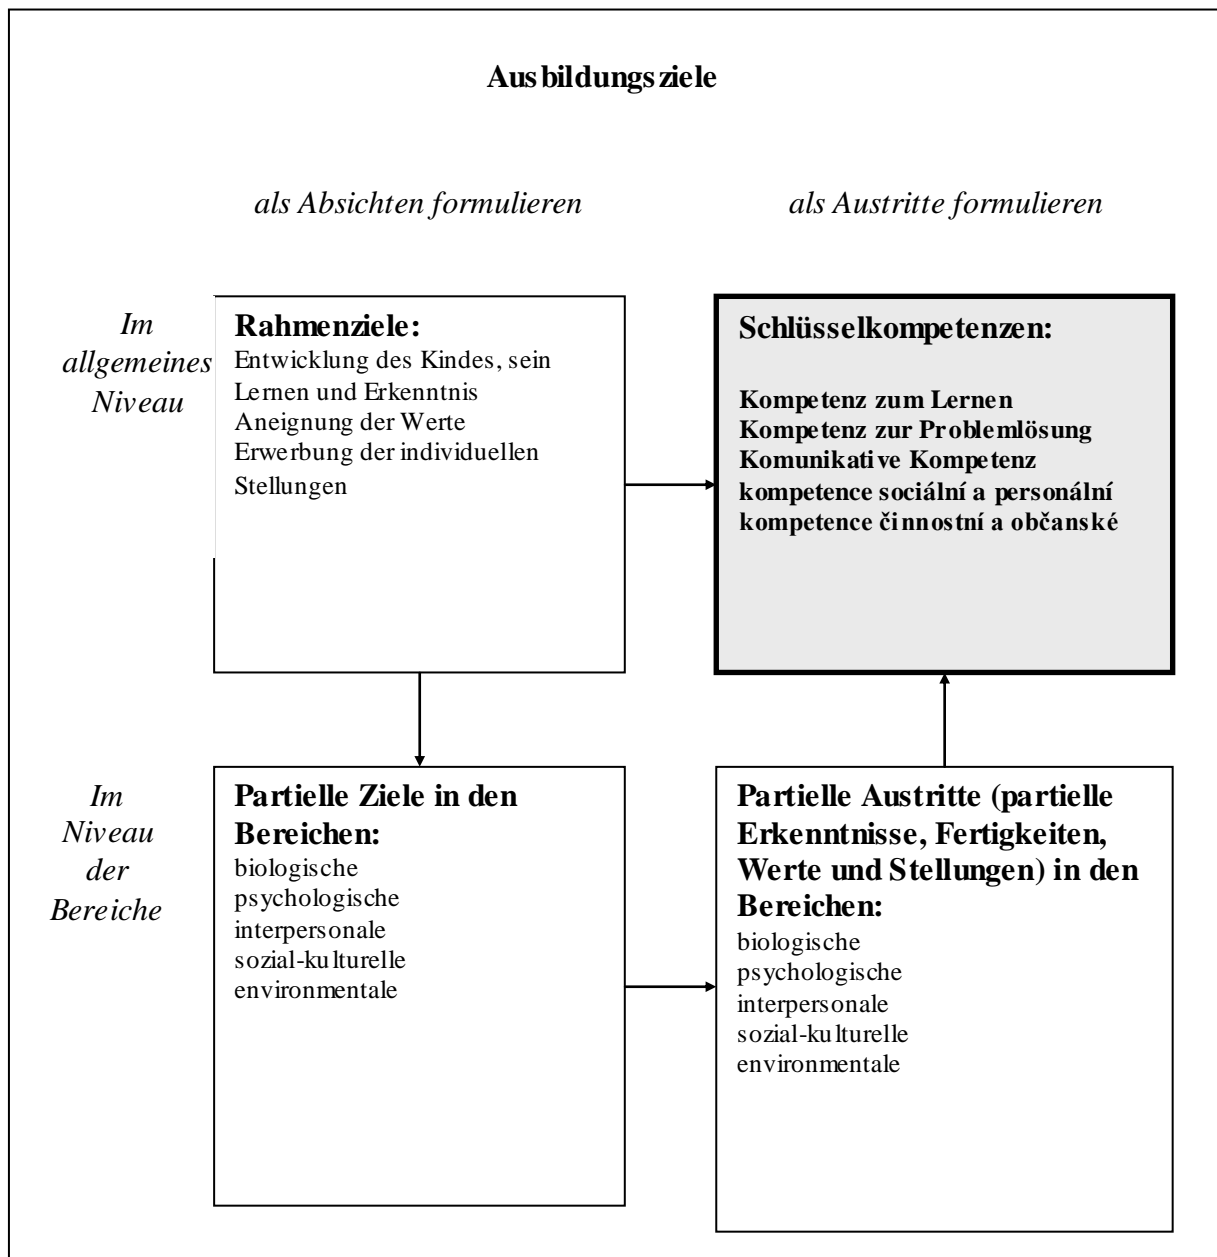 Ausbildungsziele
als Absichten formulieren
als Austritte formulieren
Im
allgemeines
Niveau
Rahmenziele:
Entwicklung des Kindes, sein
Lernen und Erkenntnis
Aneignung der Werte
Erwerbung der individuellen
Stellungen
Schlüsselkompetenzen:
Kompetenz zum Lernen
Kompetenz zur Problemlösung
Komunikative Kompetenz
kompetence sociální a personální
kompetence činnostní a občanské
Im
Niveau
der
Bereiche
Partielle Ziele in den
Bereichen:
biologische
psychologische
interpersonale
sozial-kulturelle
environmentale
Partielle Austritte (partielle
Erkenntnisse, Fertigkeiten,
Werte und Stellungen) in den
Bereichen:
biologische
psychologische
interpersonale
sozial-kulturelle
environmentale